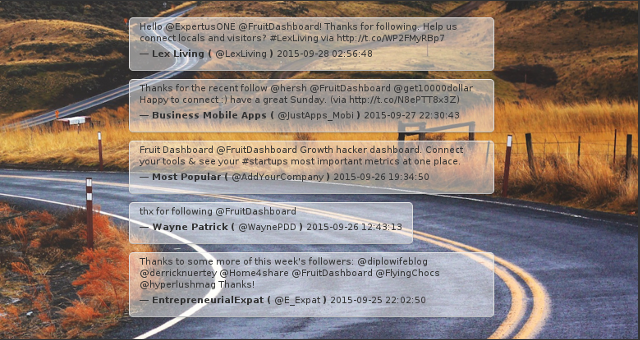 Hello @ExpertusONE @FruitDashboard! Thanks for following. Help us
connect locals and visitors? #LexLiving via http://t.co/WP2FMyRBp7
— Lex Living ( @LexLiving ) 2015-09-28 02:56:48
Thanks for the recent follow @hersh @FruitDashboard @get10000dollar
Happy to connect :) have a great Sunday. (via http://t.co/N8ePTT8x3Z)
— Business Mobile Apps ( @JustApps_Mobi ) 2015-09-27 22:30:43
Fruit Dashboard @FruitDashboard Growth hacker dashboard. Connect
your tools & see your #startups most important metrics at one place.
— Most Popular ( @AddYourCompany ) 2015-09-26 19:34:50
thx for following @FruitDashboard
— Wayne Patrick ( @WaynePDD ) 2015-09-26 12:43:13
Thanks to some more of this week's followers: @diplowifeblog
@derricknuertey @Home4share @FruitDashboard @FlyingChocs
@hyperlushmag Thanks!
— EntrepreneurialExpat ( @E_Expat ) 2015-09-25 22:02:50